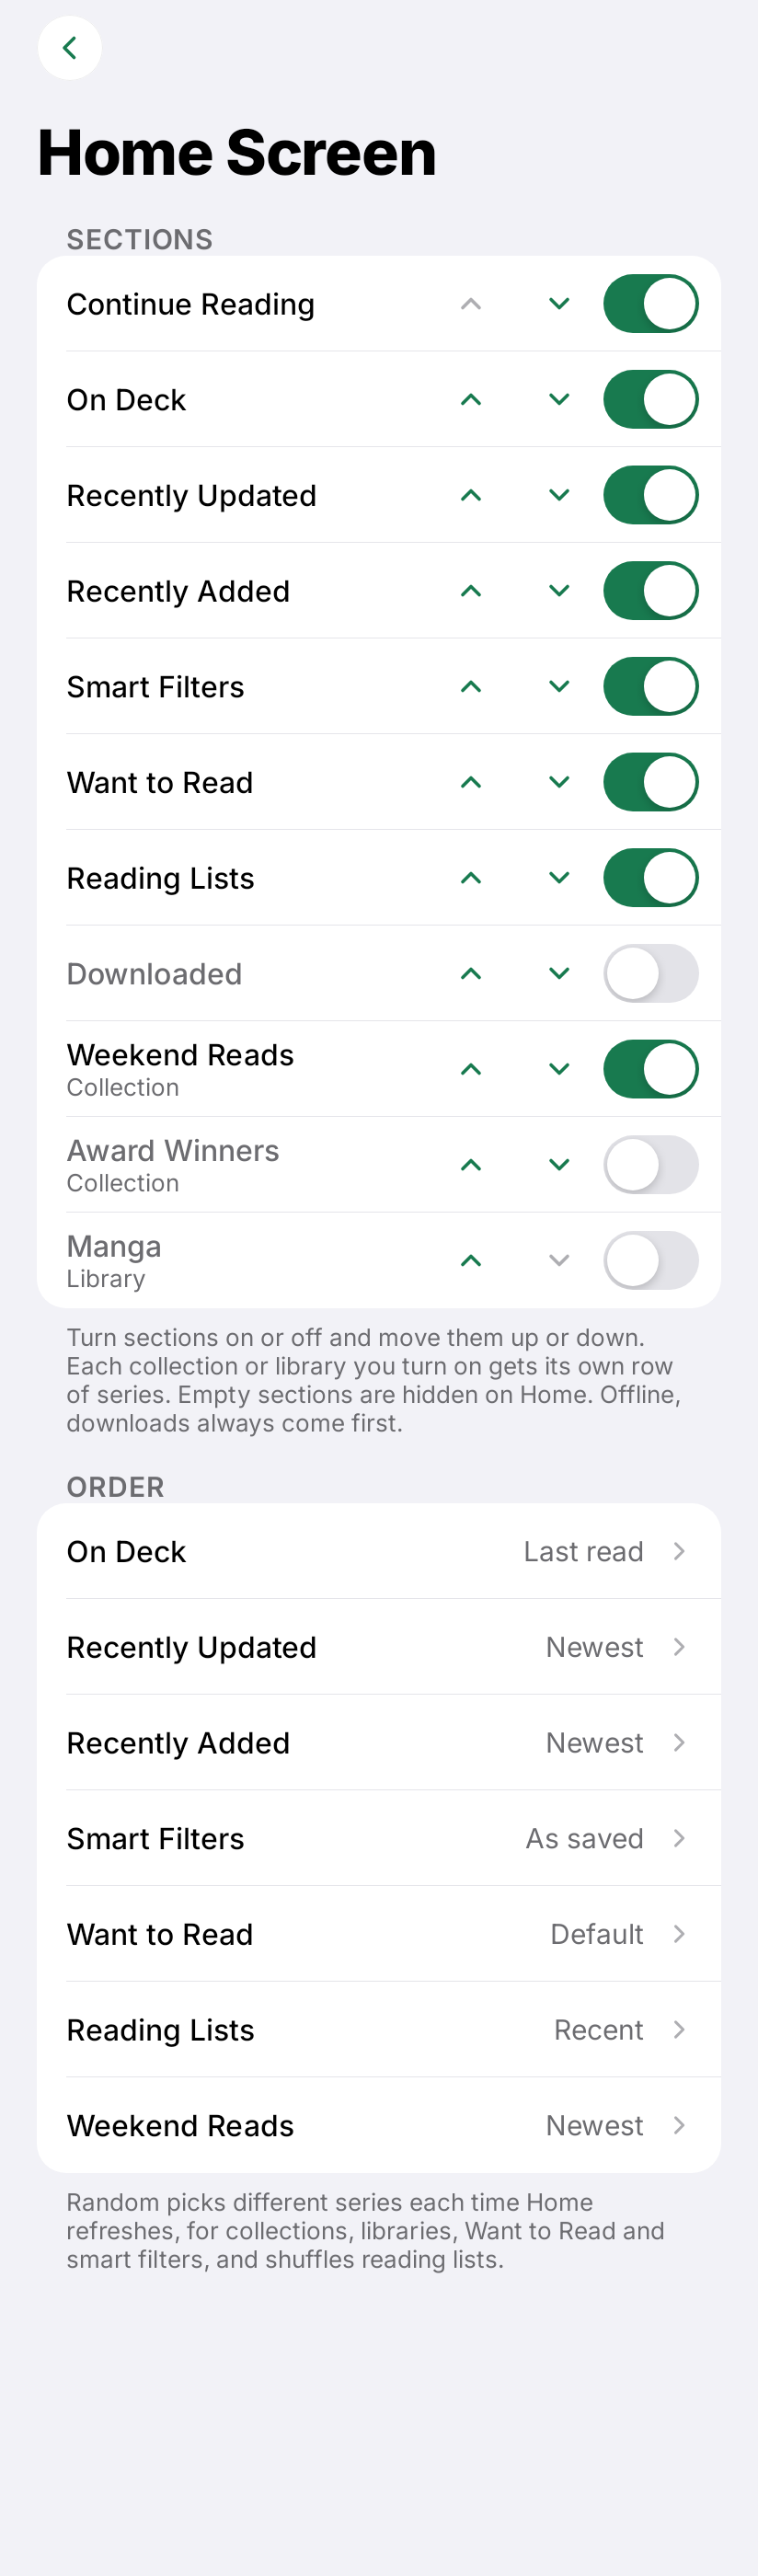 Home Screen
SECTIONS
Continue Reading
On Deck
Recently Updated
Recently Added
Smart Filters
Want to Read
Reading Lists
Downloaded
Weekend Reads
Collection
Award Winners
Collection
Manga
Library
Turn sections on or off and move them up or down.
Each collection or library you turn on gets its own row
of series. Empty sections are hidden on Home. Offline,
downloads always come first.
ORDER
On Deck Last read
Recently Updated Newest
Recently Added Newest
Smart Filters As saved
Want to Read Default
Reading Lists Recent
Weekend Reads Newest
Random picks different series each time Home
refreshes, for collections, libraries, Want to Read and
smart filters, and shuffles reading lists.